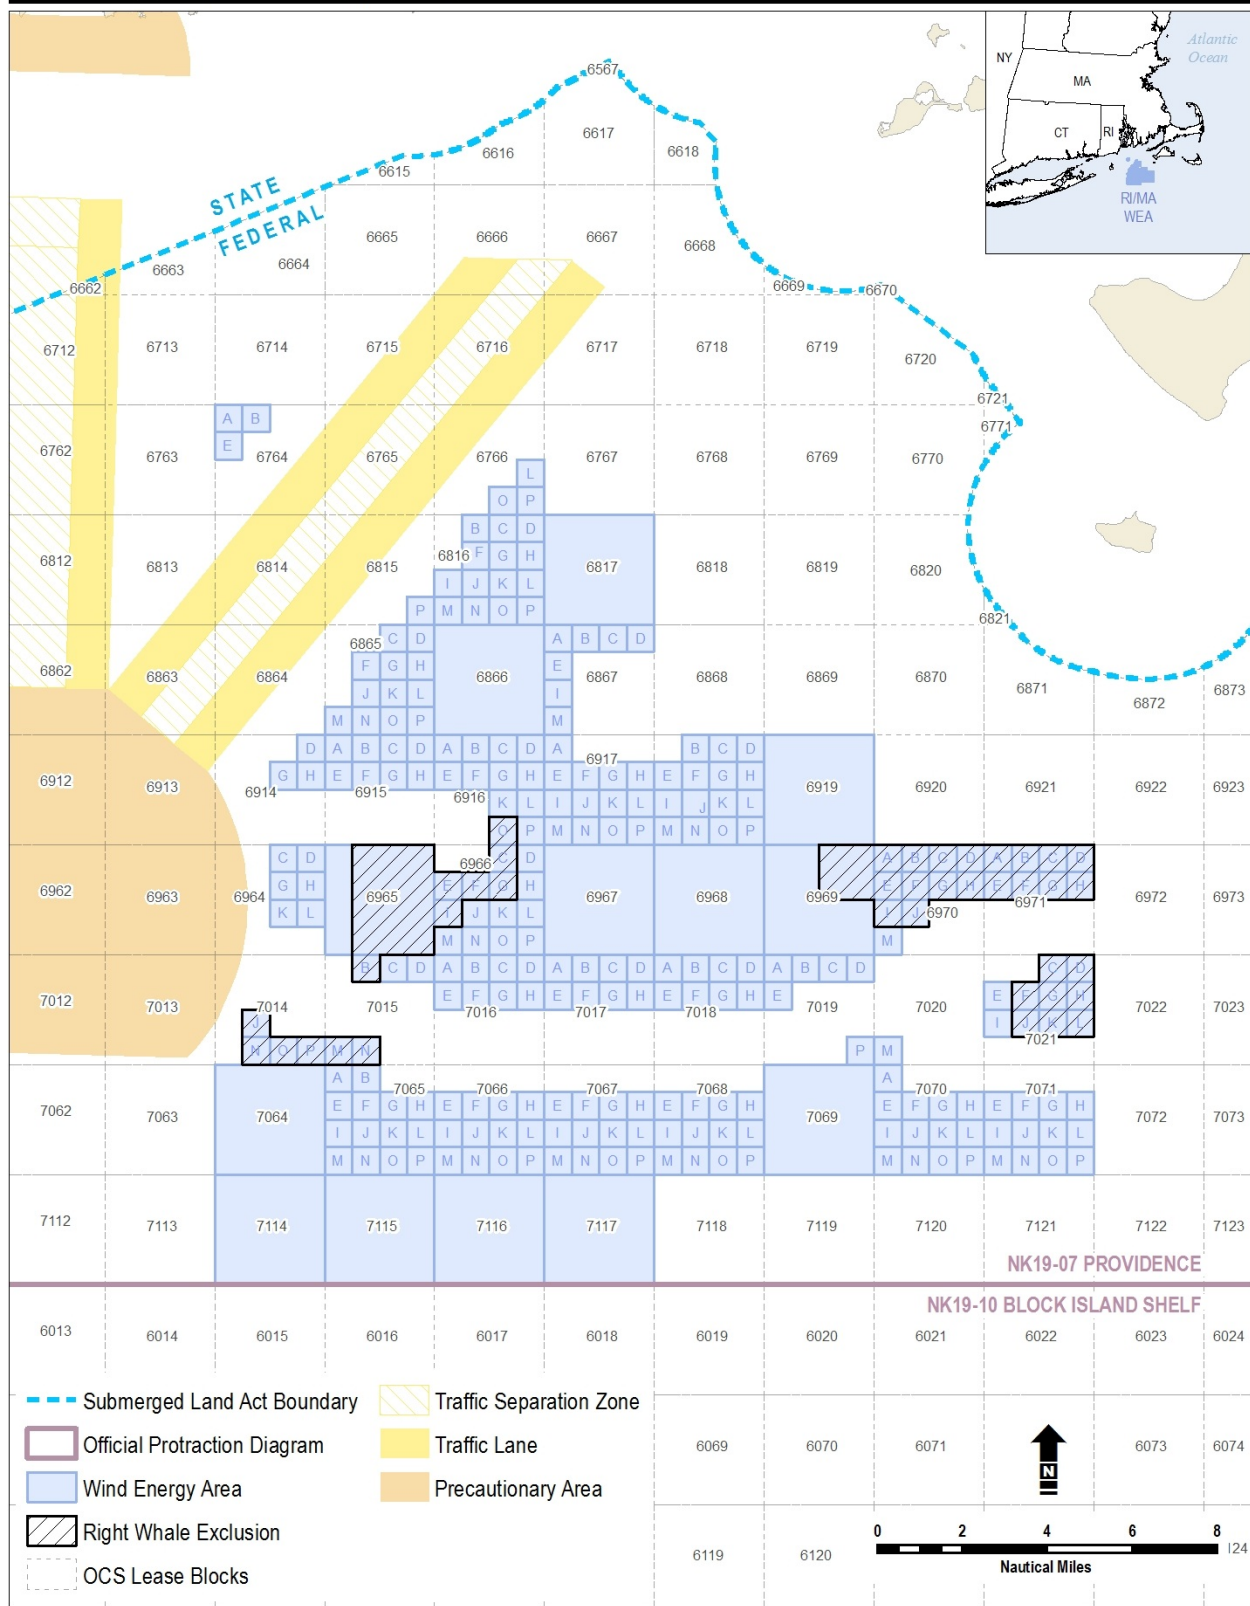 6567
6617
6616
6618
6615
STATE
FEDERAL
6665 6666 6667 6668
6663 6664
6662 6669 6670
6712 6713 6714 6715 6716 6717 6718 6719 6720
6721
A B
6771
E
6762 6763 6764 6765 6766 6767 6768 6769 6770
L
O P
B C D
6816 F G H
6812 6813 6814 6815 6817 6818 6819 6820
I J K L
P M N O P
6821
6865 C D A B C D
F G H E
6862 6863 6864 6866 6867 6868 6869 6870 6871 6872 6873
J K L I
M N O P M
D A B C D A B C D A 6917 B C D
G H E F G H E F G H E F G H E F G H
6912 6913 6914 6915 6916 6919 6920 6921 6922 6923
K L I J K L I J K L
O P M N O P M N O P
C D 6966 C D A B C D A B C D
G H E F G H E F G H E F G H
6962 6963 6964 6965 6967 6968 6969 6970 6971 6972 6973
K L I J K L I J
M N O P M
B C D A B C D A B C D A B C D A B C D C D
E F G H E F G H E F G H E E F G H
7012 7013 7014 7015 7016 7017 7018 7019 7020 7021 7022 7023
J I J K L
N O P M N P M
A B A
7065 7066 7067 7068 7070 7071
E F G H E F G H E F G H E F G H E F G H E F G H
7062 7063 7064 7069 7072 7073
I J K L I J K L I J K L I J K L I J K L I J K L
M N O P M N O P M N O P M N O P M N O P M N O P
7112 7113 7114 7115 7116 7117 7118 7119 7120 7121 7122 7123
NK19-07 PROVIDENCE
NK19-10 BLOCK ISLAND SHELF
6013 6014 6015 6016 6017 6018 6019 6020 6021 6022 6023 6024
6069 6070 6071 6073 6074
6119 6120
NY
MA
CT
RI
Atlantic
Ocean
RI/MA
WEA
Submerged Land Act Boundary
Official Protraction Diagram
Wind Energy Area
Right Whale Exclusion
OCS Lease Blocks
Traffic Separation Zone
Traffic Lane
Precautionary Area
N
0 2 4 6 8
Nautical Miles